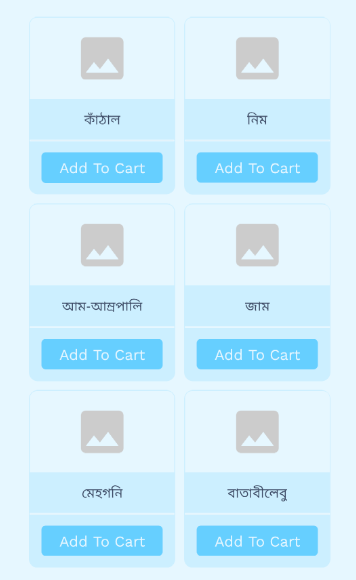 কাঁঠাল
নিম
Add To Cart
Add To Cart
আম-আম্রপালি
জাম
Add To Cart
Add To Cart
মেহগনি
বাতাবীলেবু
Add To Cart
Add To Cart